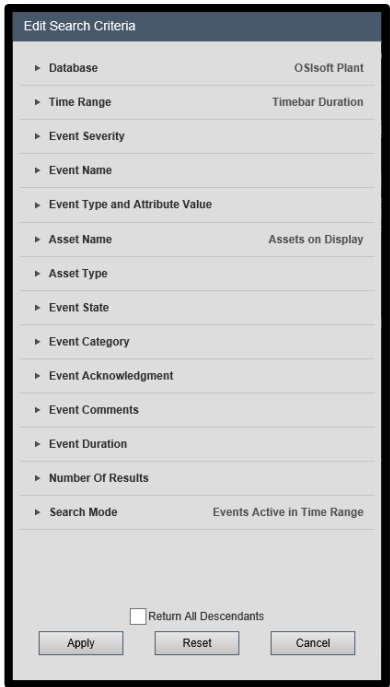 Edit Search Criteria
Database OSIsoft Plant
Time Range Timebar Duration
Event Severity
Event Name
Event Type and Attribute Value
Asset Name Assets on Display
Asset Type
Event State
Event Category
Event Acknowledgment
Event Comments
Event Duration
Number Of Results
Search Mode Events Active in Time Range
Return All Descendants
Apply Reset Cancel